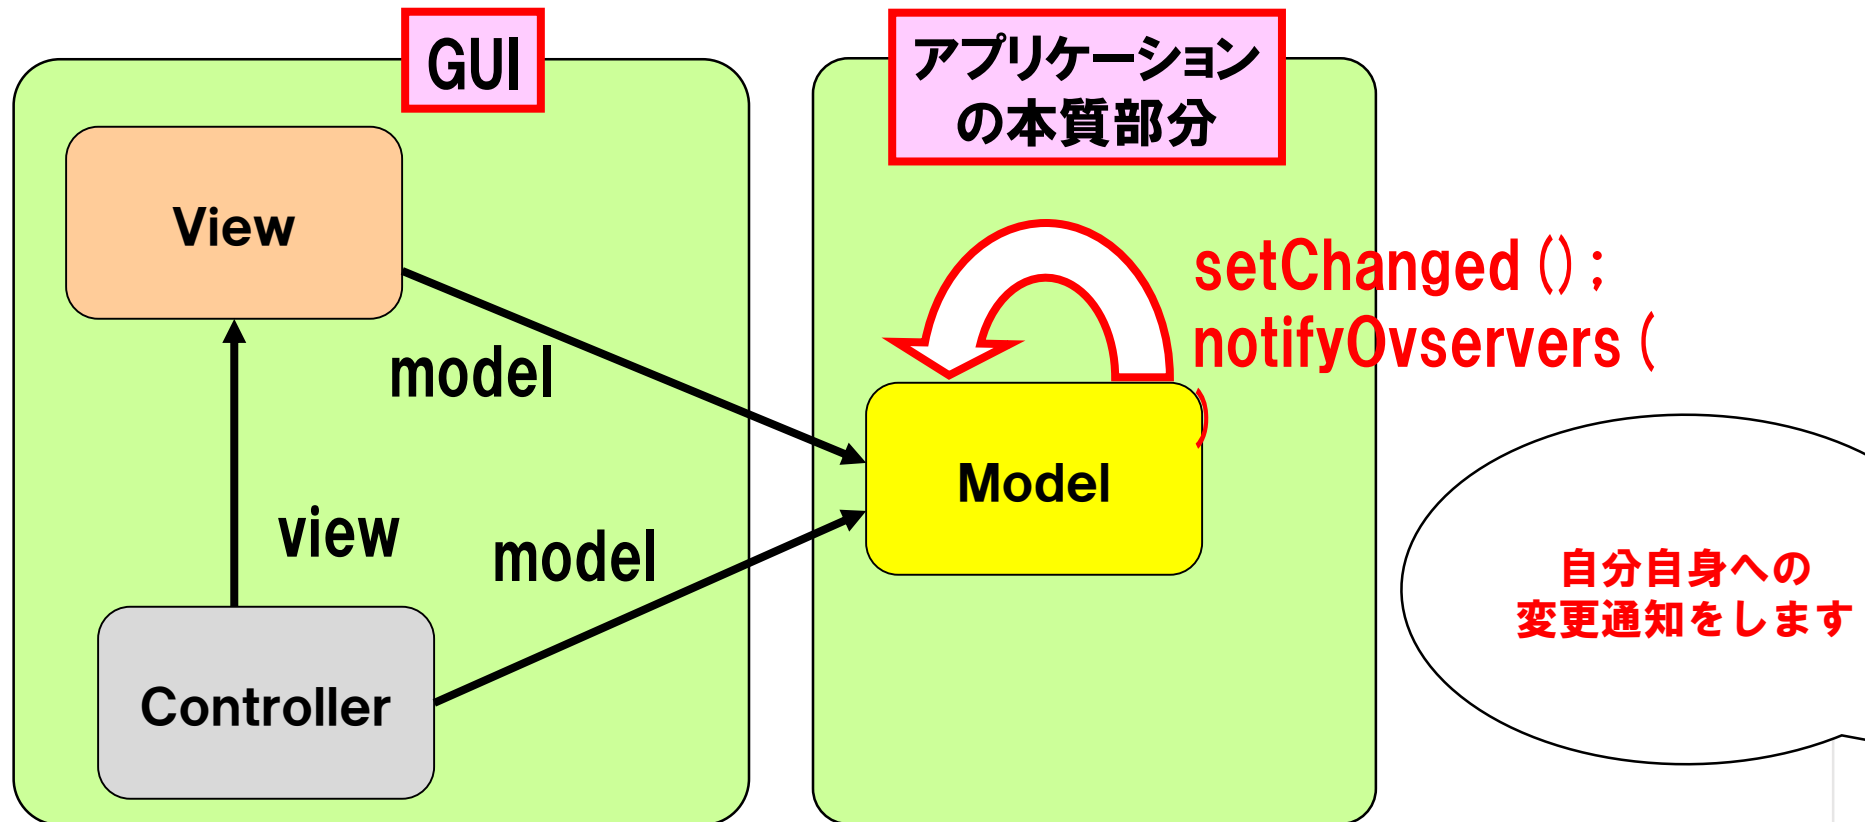 GUI
アプリケーション
の本質部分
View
setChanged();
notifyOvservers(
)
model
Model
view
model
Controller
自分自身への
変更通知をします